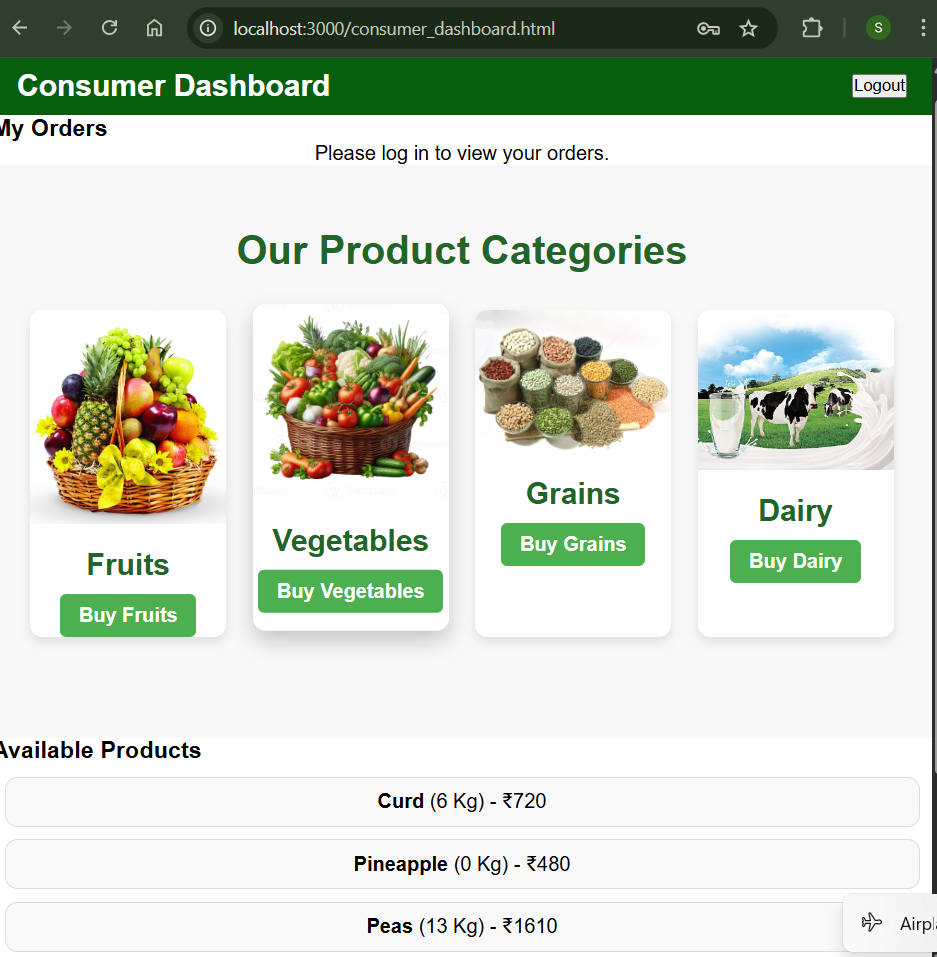 localhost:3000/consumer_dashboard.html
S
Consumer Dashboard
Logout
My Orders
Please log in to view your orders.
Our Product Categories
Fruits
Buy Fruits
Vegetables
Buy Vegetables
Grains
Buy Grains
Dairy
Buy Dairy
Available Products
Curd (6 Kg) - ₹720
Pineapple (0 Kg) - ₹480
Peas (13 Kg) - ₹1610
Airpl